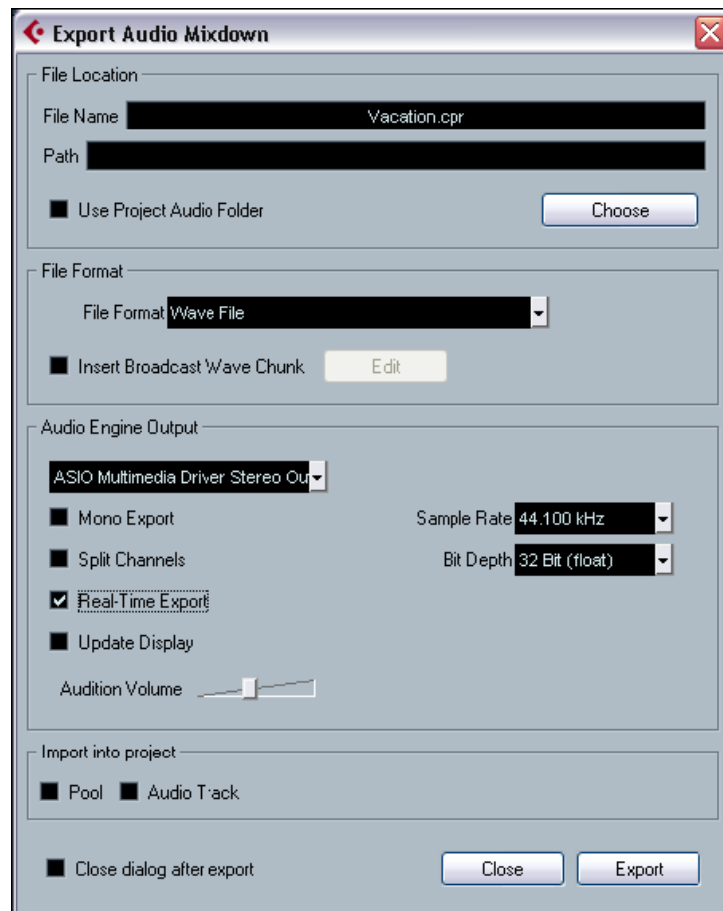 Export Audio Mixdown
File Location
File Name Vacation.cpr
Path
Use Project Audio Folder Choose
File Format
File Format Wave File
Insert Broadcast Wave Chunk Edit
Audio Engine Output
ASIO Multimedia Driver Stereo Ou
Mono Export Sample Rate 44.100 kHz
Split Channels Bit Depth 32 Bit (float)
Real-Time Export
Update Display
Audition Volume
Import into project
Pool Audio Track
Close dialog after export Close Export